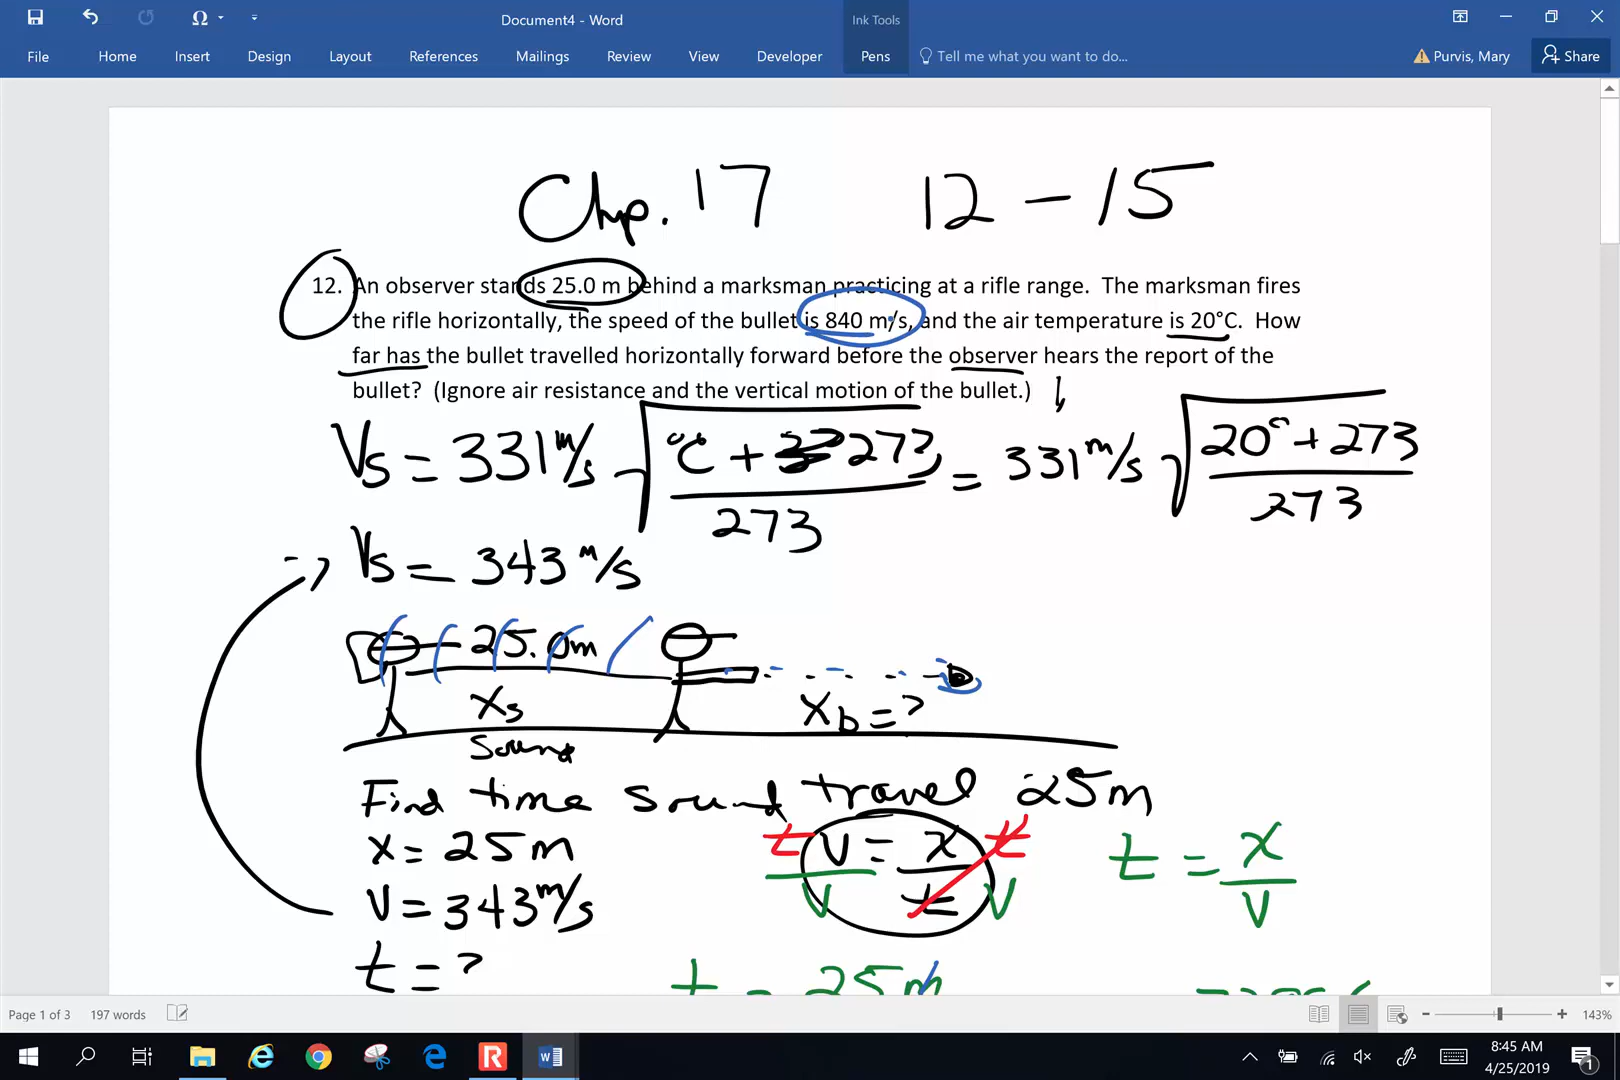 Document4 - Word
Ink Tools
File Home Insert Design Layout References Mailings Review View Developer Pens Tell me what you want to do... Purvis, Mary Share
Chp. 17 12 - 15
12. An observer stands 25.0 m behind a marksman practicing at a rifle range. The marksman fires
the rifle horizontally, the speed of the bullet is 840 m/s, and the air temperature is 20°C. How
far has the bullet travelled horizontally forward before the observer hears the report of the
bullet? (Ignore air resistance and the vertical motion of the bullet.)
Vs = 331 m/s √((°C + 273)/273) = 331 m/s √((20° + 273)/273)
Vs = 343 m/s
25.0m
Xs Xb = ?
Sound
Find time sound travel 25m
x = 25m
v = 343 m/s
t = ?
t v = x t
v t v
t = x
v
t = 25m
Page 1 of 3 197 words 143%
8:45 AM
4/25/2019
1